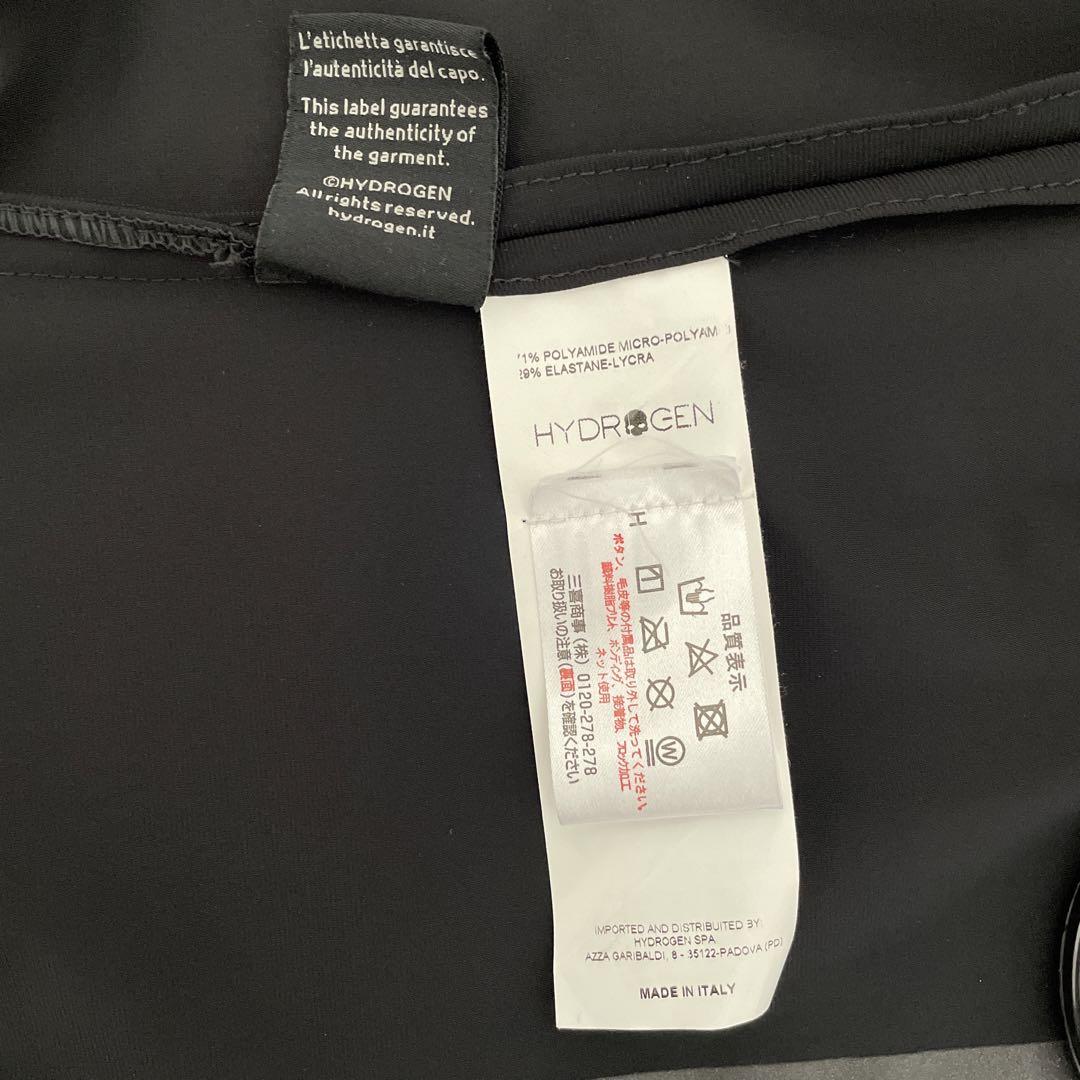 L'etichetta garantisce
l'autenticità del capo.
This label guarantees
the authenticity of
the garment.
©HYDROGEN
All rights reserved.
hydrogen.it
71% POLYAMIDE MICRO-POLYAM
29% ELASTANE-LYCRA
HYDROGEN
品質表示
H
W
ボタン、毛皮等の付属品は取り外して洗ってください。
顔料樹脂プリント、ボンディング、接着物、フロック加工
ネット使用
三喜商事(株) 0120-278-278
お取り扱いの注意(裏面)を確認ください
IMPORTED AND DISTRIBUTED BY:
HYDROGEN SPA
AZZA GARIBALDI, 8 - 35122-PADOVA (PD)
MADE IN ITALY